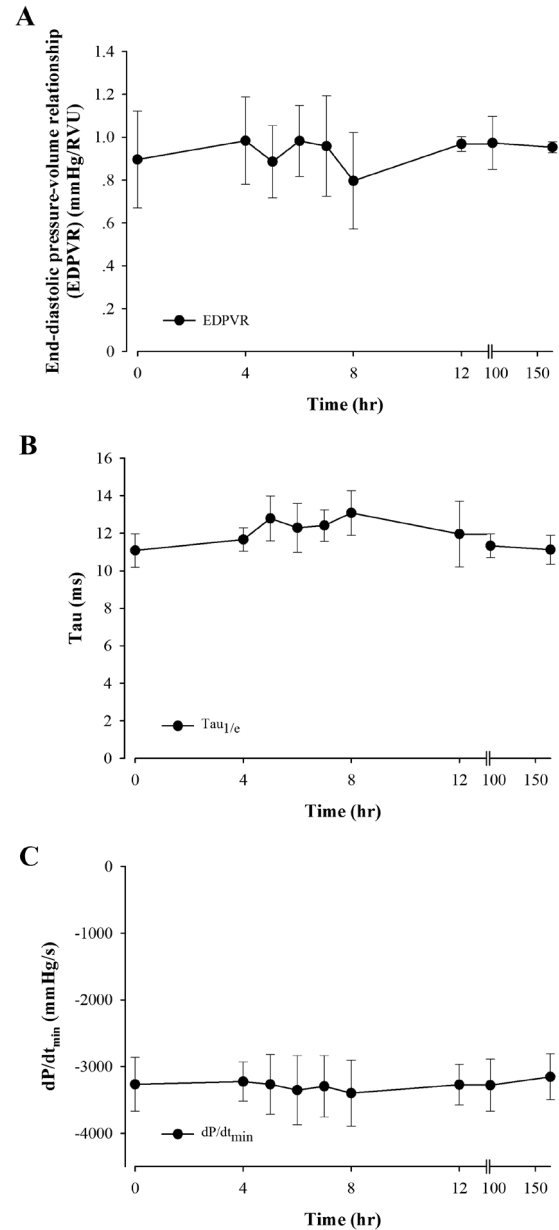 A
End-diastolic pressure-volume relationship
(EDPVR) (mmHg/RVU)
1.4
1.2
1.0
.8
.6
.4
.2
0
EDPVR
0 4 8 12 100 150
Time (hr)
B
Tau (ms)
16
14
12
10
8
6
4
2
0
Tau1/e
0 4 8 12 100 150
Time (hr)
C
dP/dtmin (mmHg/s)
0
-1000
-2000
-3000
-4000
dP/dtmin
0 4 8 12 100 150
Time (hr)